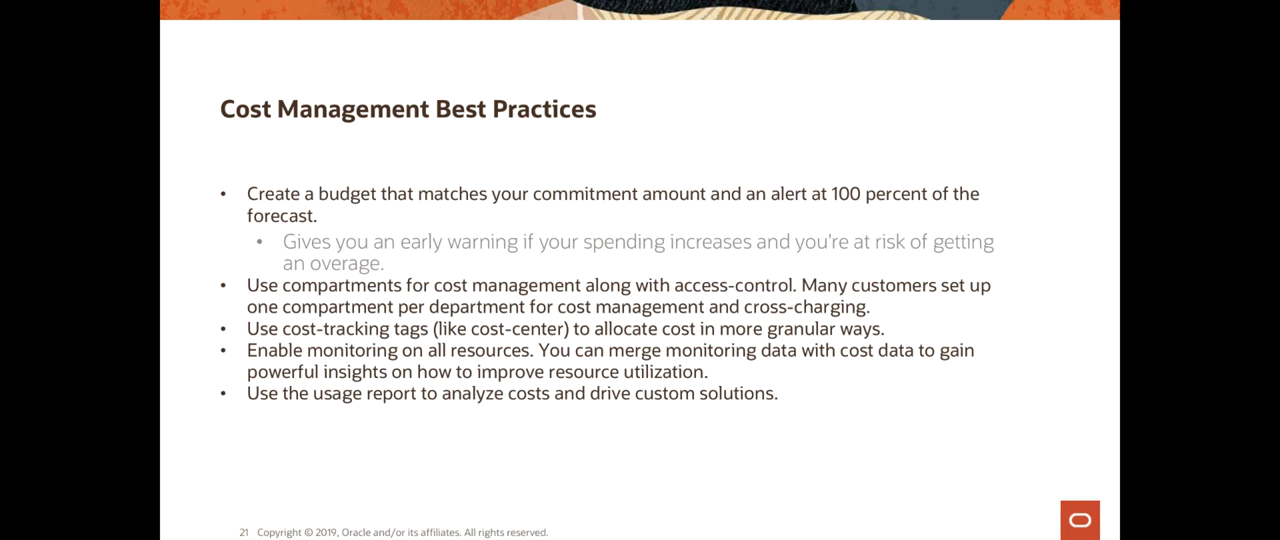 Cost Management Best Practices
• Create a budget that matches your commitment amount and an alert at 100 percent of the
forecast.
• Gives you an early warning if your spending increases and you're at risk of getting
an overage.
• Use compartments for cost management along with access-control. Many customers set up
one compartment per department for cost management and cross-charging.
• Use cost-tracking tags (like cost-center) to allocate cost in more granular ways.
• Enable monitoring on all resources. You can merge monitoring data with cost data to gain
powerful insights on how to improve resource utilization.
• Use the usage report to analyze costs and drive custom solutions.
21 Copyright © 2019, Oracle and/or its affiliates. All rights reserved.